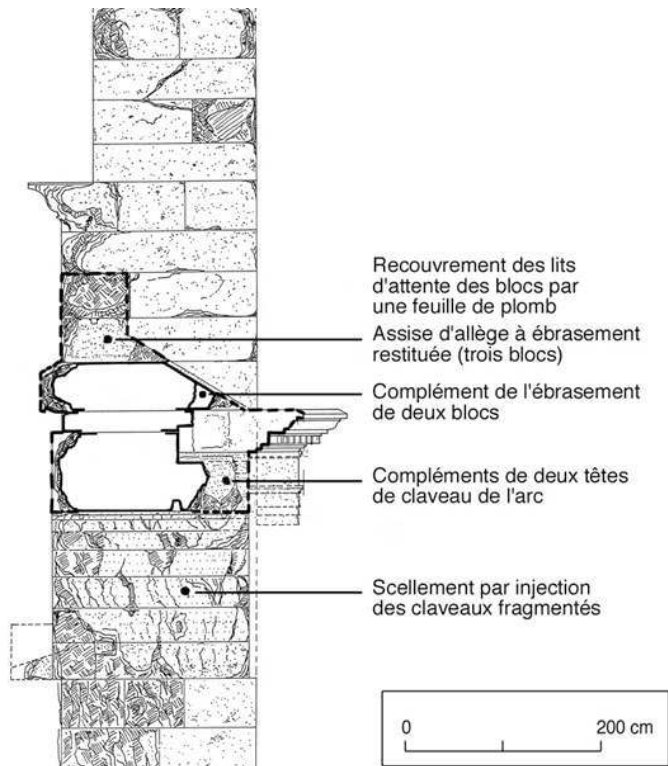 Recouvrement des lits
d'attente des blocs par
une feuille de plomb
Assise d'allège à ébrasement
restituée (trois blocs)
Complément de l'ébrasement
de deux blocs
Compléments de deux têtes
de claveau de l'arc
Scellement par injection
des claveaux fragmentés
0 200 cm